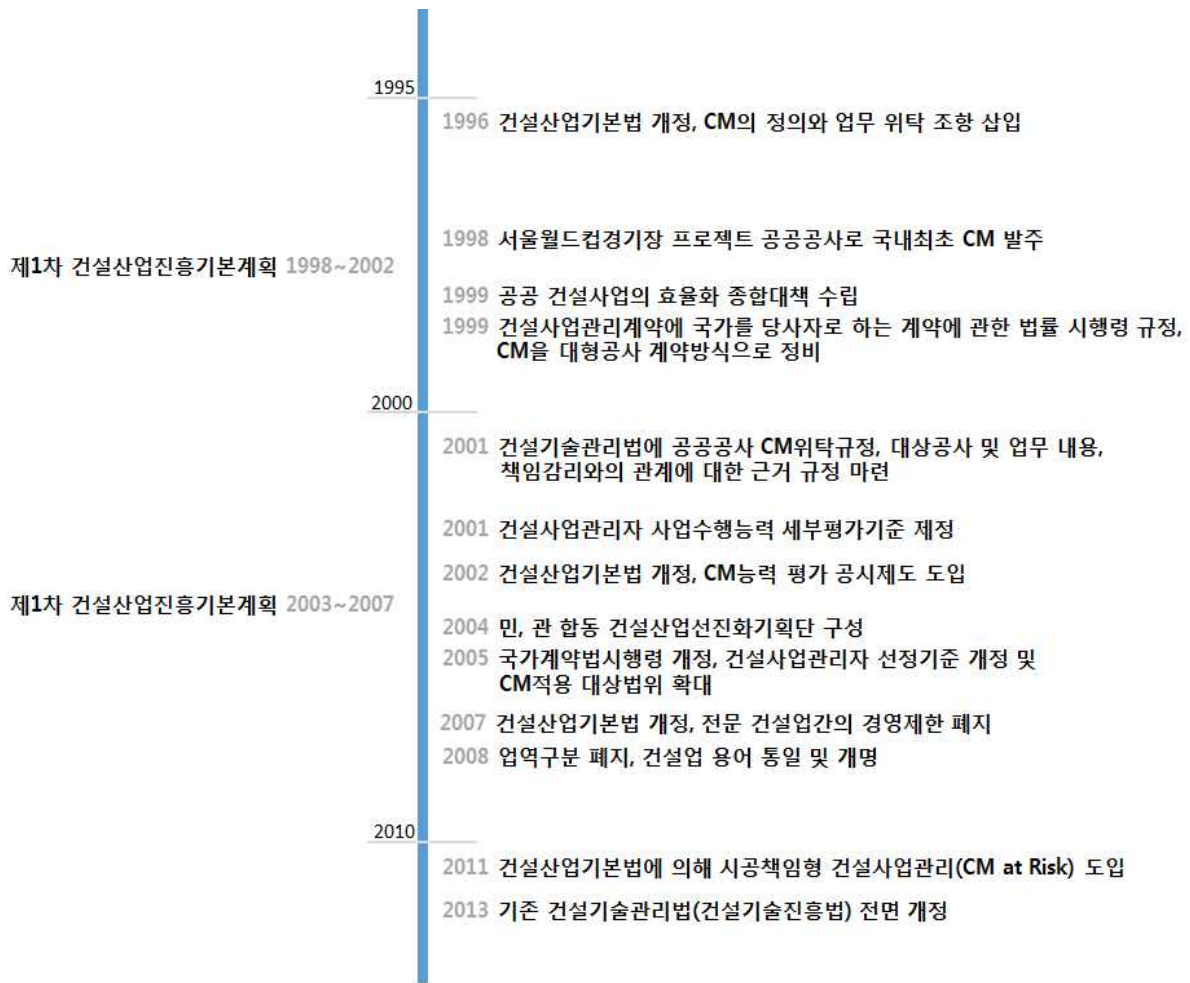 1995
1996 건설산업기본법 개정, CM의 정의와 업무 위탁 조항 삽입
1998 서울월드컵경기장 프로젝트 공공공사로 국내최초 CM 발주
제1차 건설산업진흥기본계획 1998~2002
1999 공공 건설사업의 효율화 종합대책 수립
1999 건설사업관리계약에 국가를 당사자로 하는 계약에 관한 법률 시행령 규정,
CM을 대형공사 계약방식으로 정비
2000
2001 건설기술관리법에 공공공사 CM위탁규정, 대상공사 및 업무 내용,
책임감리와의 관계에 대한 근거 규정 마련
2001 건설사업관리자 사업수행능력 세부평가기준 제정
2002 건설산업기본법 개정, CM능력 평가 공시제도 도입
제1차 건설산업진흥기본계획 2003~2007
2004 민, 관 합동 건설산업선진화기획단 구성
2005 국가계약법시행령 개정, 건설사업관리자 선정기준 개정 및
CM적용 대상법위 확대
2007 건설산업기본법 개정, 전문 건설업간의 경영제한 폐지
2008 업역구분 폐지, 건설업 용어 통일 및 개명
2010
2011 건설산업기본법에 의해 시공책임형 건설사업관리(CM at Risk) 도입
2013 기존 건설기술관리법(건설기술진흥법) 전면 개정